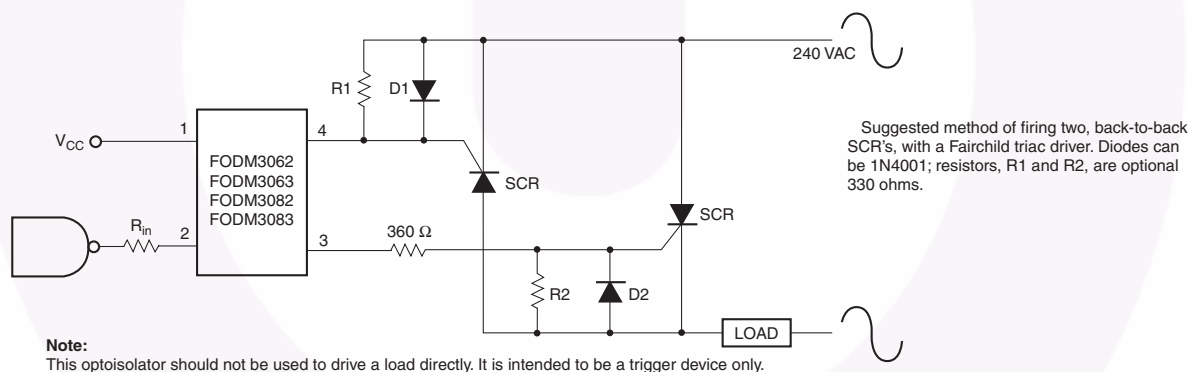 240 VAC
R1
D1
1
4
V_CC
FODM3062
FODM3063
FODM3082
FODM3083
Suggested method of firing two, back-to-back
SCR's, with a Fairchild triac driver. Diodes can
be 1N4001; resistors, R1 and R2, are optional
330 ohms.
SCR
SCR
R_in
2
3
360 Ω
R2
D2
LOAD
Note:
This optoisolator should not be used to drive a load directly. It is intended to be a trigger device only.